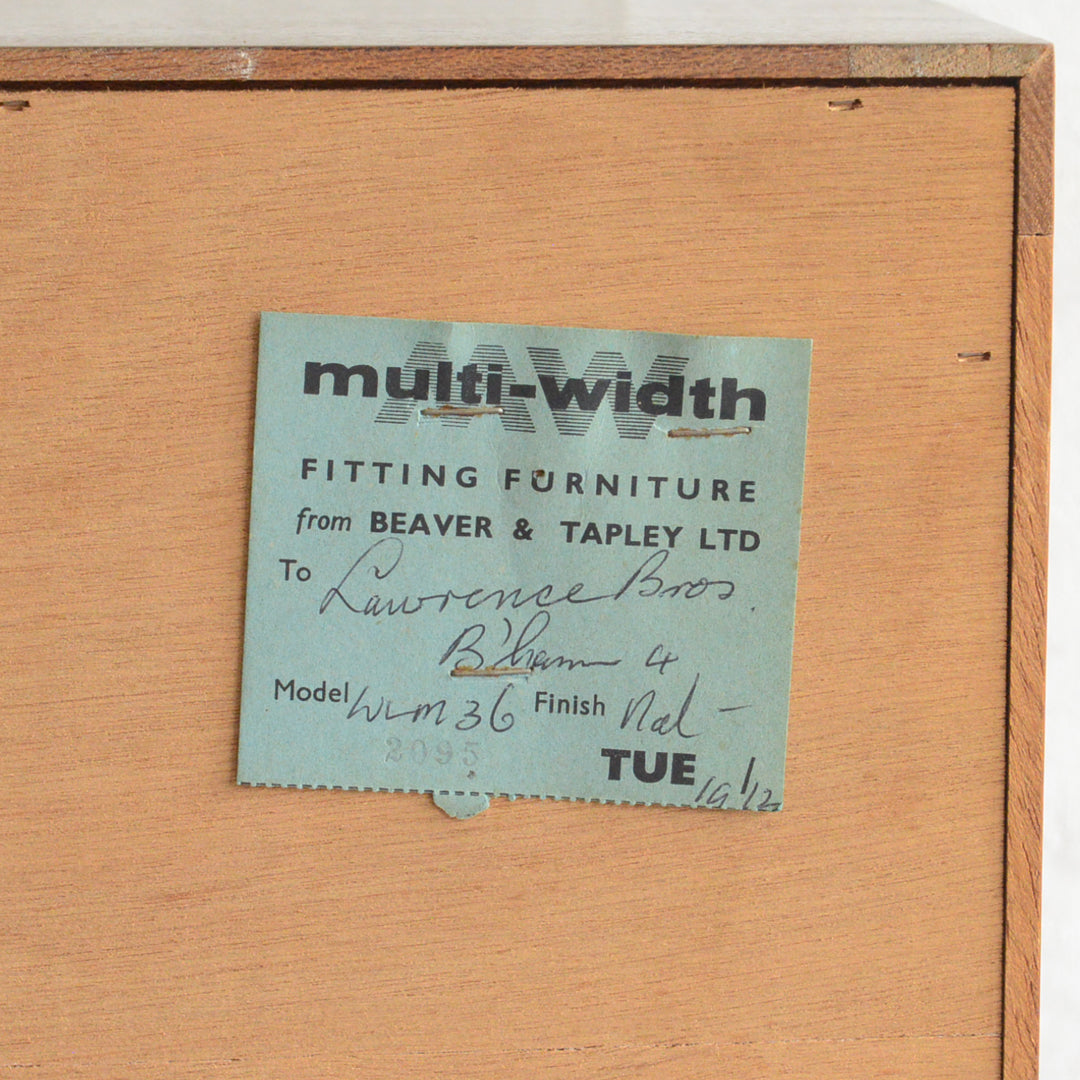 multi-width
FITTING FURNITURE
from BEAVER & TAPLEY LTD
To Lawrence Bros.
B'ham 4
Model WLM 36 Finish Nat -
2095
TUE 19/12